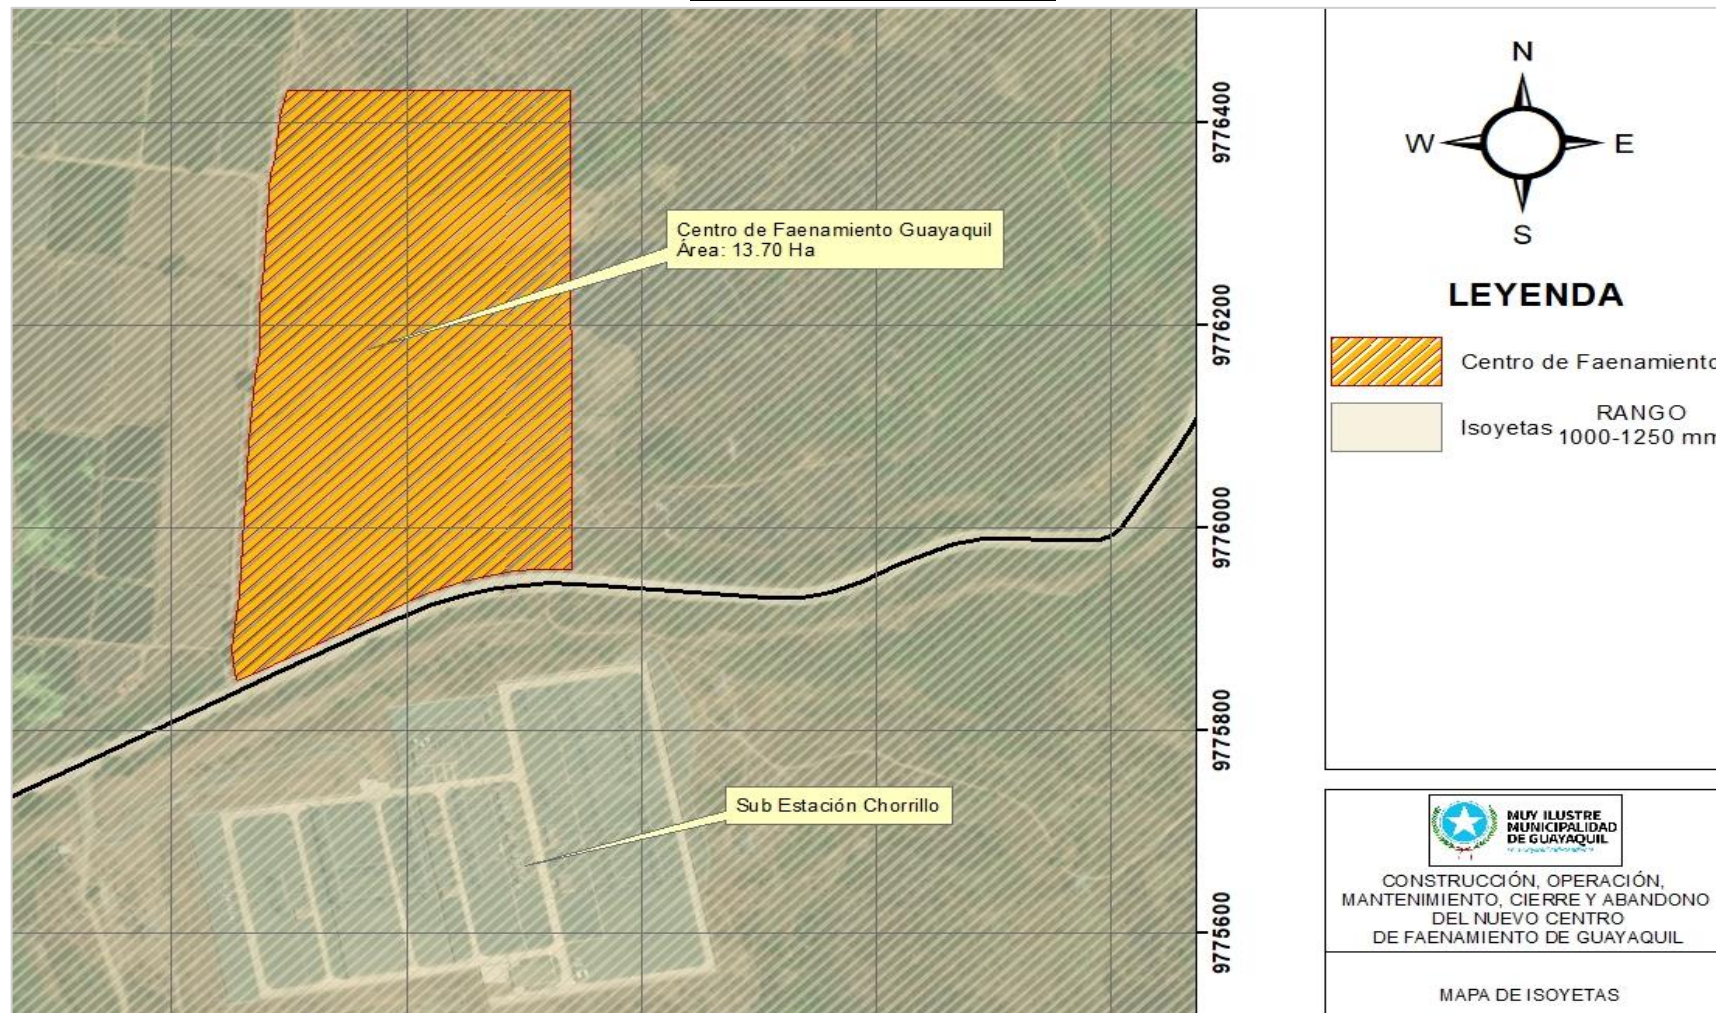 Centro de Faenamiento Guayaquil
Área: 13.70 Ha
Sub Estación Chorrillo
9776400
9776200
9776000
9775800
9775600
N
W
E
S
LEYENDA
Centro de Faenamiento
Isoyetas
RANGO
1000-1250 mm
MUY ILUSTRE
MUNICIPALIDAD
DE GUAYAQUIL
CONSTRUCCIÓN, OPERACIÓN,
MANTENIMIENTO, CIERRE Y ABANDONO
DEL NUEVO CENTRO
DE FAENAMIENTO DE GUAYAQUIL
MAPA DE ISOYETAS